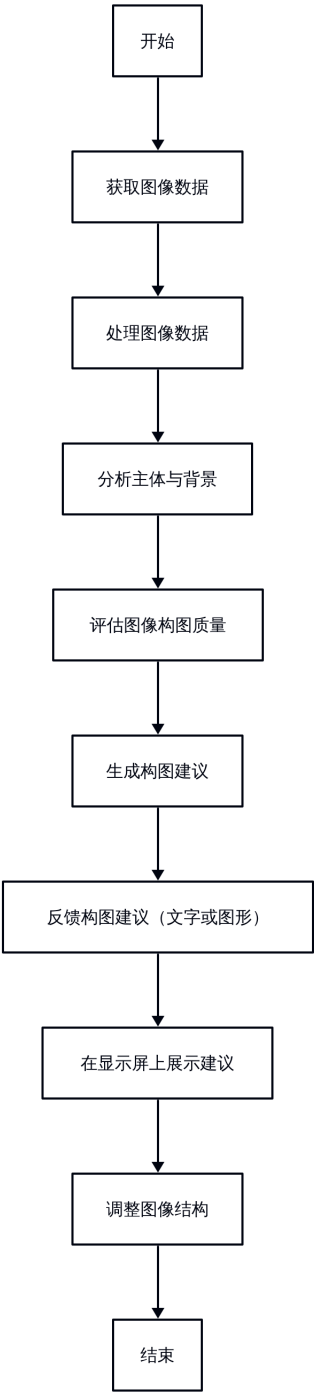 开始
获取图像数据
处理图像数据
分析主体与背景
评估图像构图质量
生成构图建议
反馈构图建议（文字或图形）
在显示屏上展示建议
调整图像结构
结束